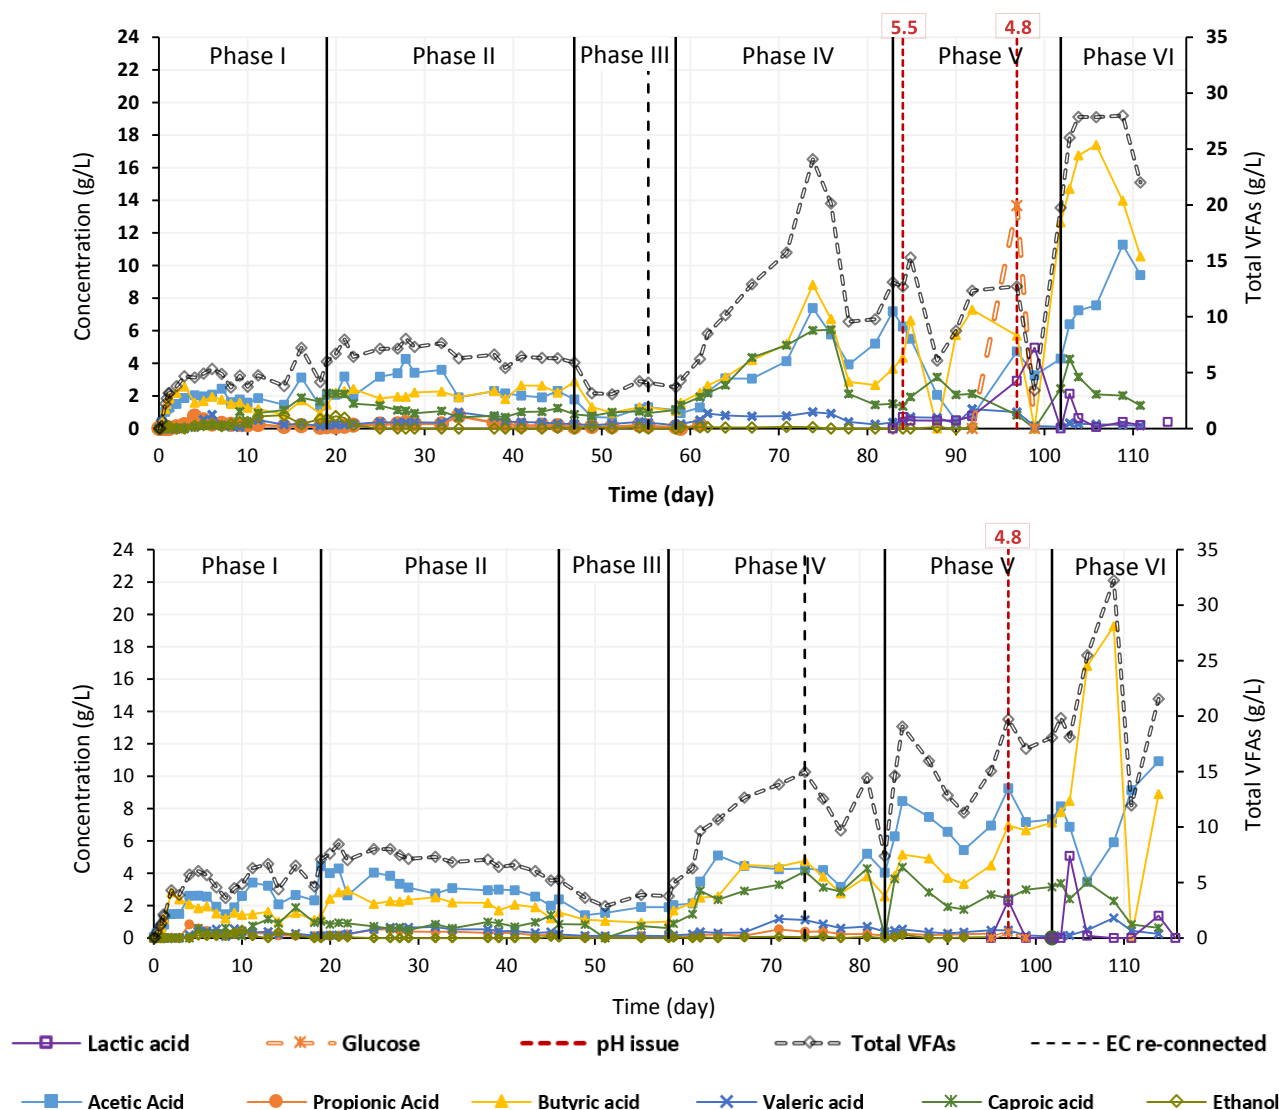 5.5 4.8
24 22 20 18 16 14 12 10 8 6 4 2 0
Concentration (g/L)
Phase I Phase II Phase III Phase IV Phase V Phase VI
35 30 25 20 15 10 5 0
Total VFAs (g/L)
0 10 20 30 40 50 60 70 80 90 100 110
Time (day)
4.8
24 22 20 18 16 14 12 10 8 6 4 2 0
Concentration (g/L)
Phase I Phase II Phase III Phase IV Phase V Phase VI
35 30 25 20 15 10 5 0
Total VFAs (g/L)
0 10 20 30 40 50 60 70 80 90 100 110
Time (day)
Lactic acid Glucose pH issue Total VFAs EC re-connected
Acetic Acid Propionic Acid Butyric acid Valeric acid Caproic acid Ethanol